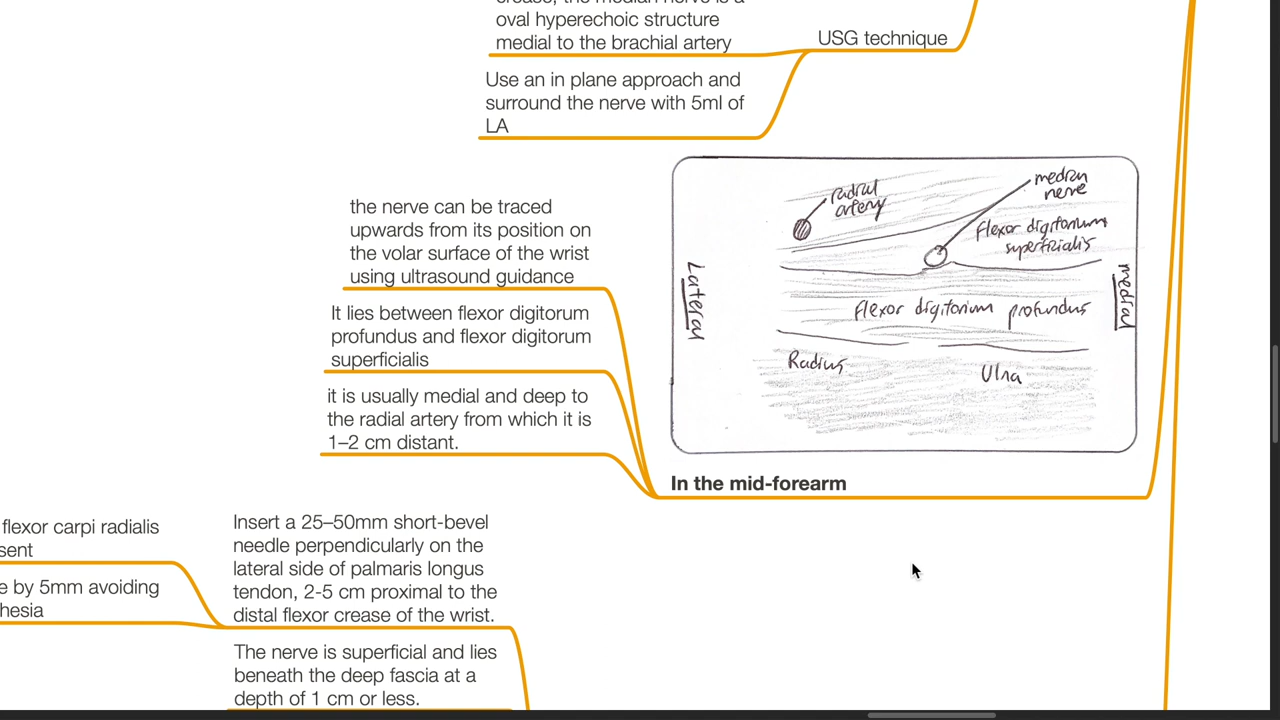 oval hyperechoic structure
medial to the brachial artery
USG technique
Use an in plane approach and
surround the nerve with 5ml of
LA
the nerve can be traced
upwards from its position on
the volar surface of the wrist
using ultrasound guidance
It lies between flexor digitorum
profundus and flexor digitorum
superficialis
it is usually medial and deep to
the radial artery from which it is
1–2 cm distant.
radial
artery
median
nerve
flexor digitorium
superficialis
Lateral
medial
flexor digitorium profundus
Radius
Ulna
In the mid-forearm
flexor carpi radialis
sent
e by 5mm avoiding
hesia
Insert a 25–50mm short-bevel
needle perpendicularly on the
lateral side of palmaris longus
tendon, 2-5 cm proximal to the
distal flexor crease of the wrist.
The nerve is superficial and lies
beneath the deep fascia at a
depth of 1 cm or less.